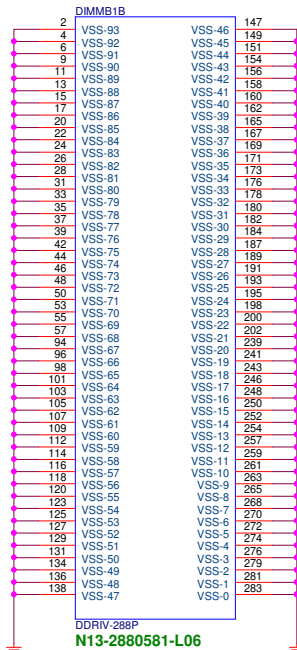 DIMMB1B
2 VSS-93 VSS-46 147
4 VSS-92 VSS-45 149
6 VSS-91 VSS-44 151
9 VSS-90 VSS-43 154
11 VSS-89 VSS-42 156
13 VSS-88 VSS-41 158
15 VSS-87 VSS-40 160
17 VSS-86 VSS-39 162
20 VSS-85 VSS-38 165
22 VSS-84 VSS-37 167
24 VSS-83 VSS-36 169
26 VSS-82 VSS-35 171
28 VSS-81 VSS-34 173
31 VSS-80 VSS-33 176
33 VSS-79 VSS-32 178
35 VSS-78 VSS-31 180
37 VSS-77 VSS-30 182
39 VSS-76 VSS-29 184
42 VSS-75 VSS-28 187
44 VSS-74 VSS-27 189
46 VSS-73 VSS-26 191
48 VSS-72 VSS-25 193
50 VSS-71 VSS-24 195
53 VSS-70 VSS-23 198
55 VSS-69 VSS-22 200
57 VSS-68 VSS-21 202
94 VSS-67 VSS-20 239
96 VSS-66 VSS-19 241
98 VSS-65 VSS-18 243
101 VSS-64 VSS-17 246
103 VSS-63 VSS-16 248
105 VSS-62 VSS-15 250
107 VSS-61 VSS-14 252
109 VSS-60 VSS-13 254
112 VSS-59 VSS-12 257
114 VSS-58 VSS-11 259
116 VSS-57 VSS-10 261
118 VSS-56 VSS-9 263
120 VSS-55 VSS-8 265
123 VSS-54 VSS-7 268
125 VSS-53 VSS-6 270
127 VSS-52 VSS-5 272
129 VSS-51 VSS-4 274
131 VSS-50 VSS-3 276
134 VSS-49 VSS-2 279
136 VSS-48 VSS-1 281
138 VSS-47 VSS-0 283
DDRIV-288P
N13-2880581-L06